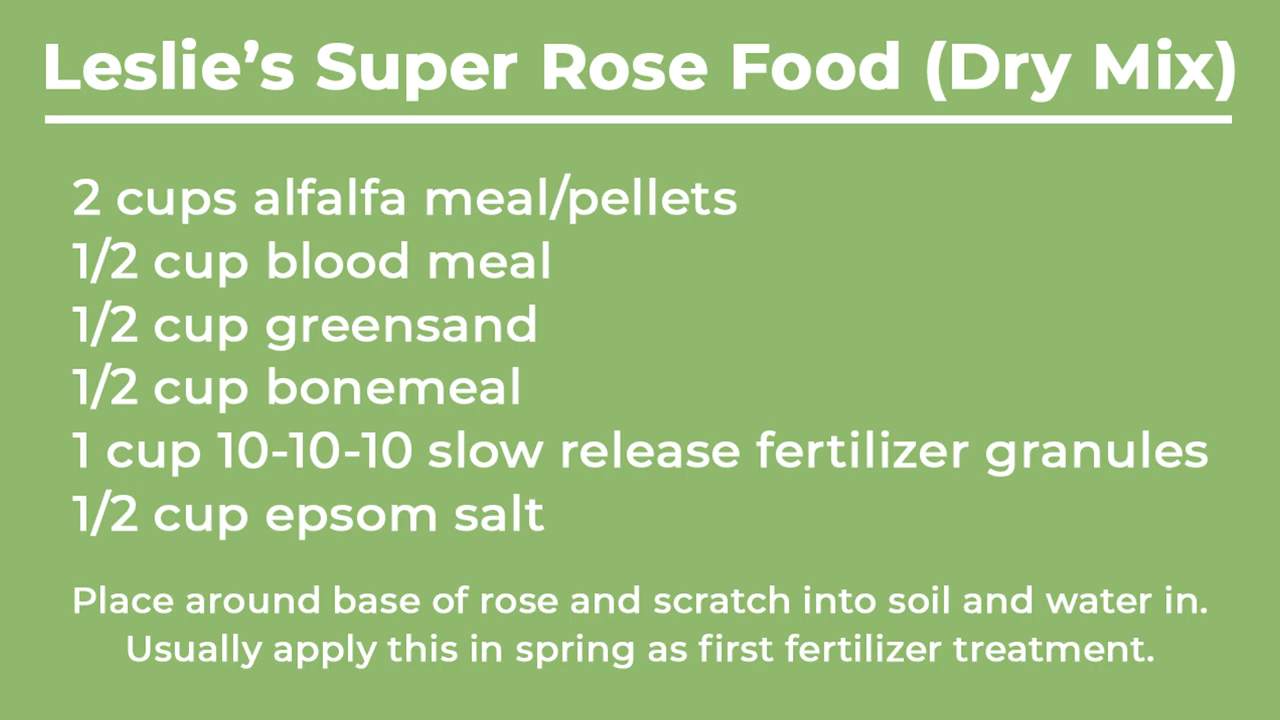 Leslie’s Super Rose Food (Dry Mix)
2 cups alfalfa meal/pellets
1/2 cup blood meal
1/2 cup greensand
1/2 cup bonemeal
1 cup 10-10-10 slow release fertilizer granules
1/2 cup epsom salt
Place around base of rose and scratch into soil and water in.
Usually apply this in spring as first fertilizer treatment.